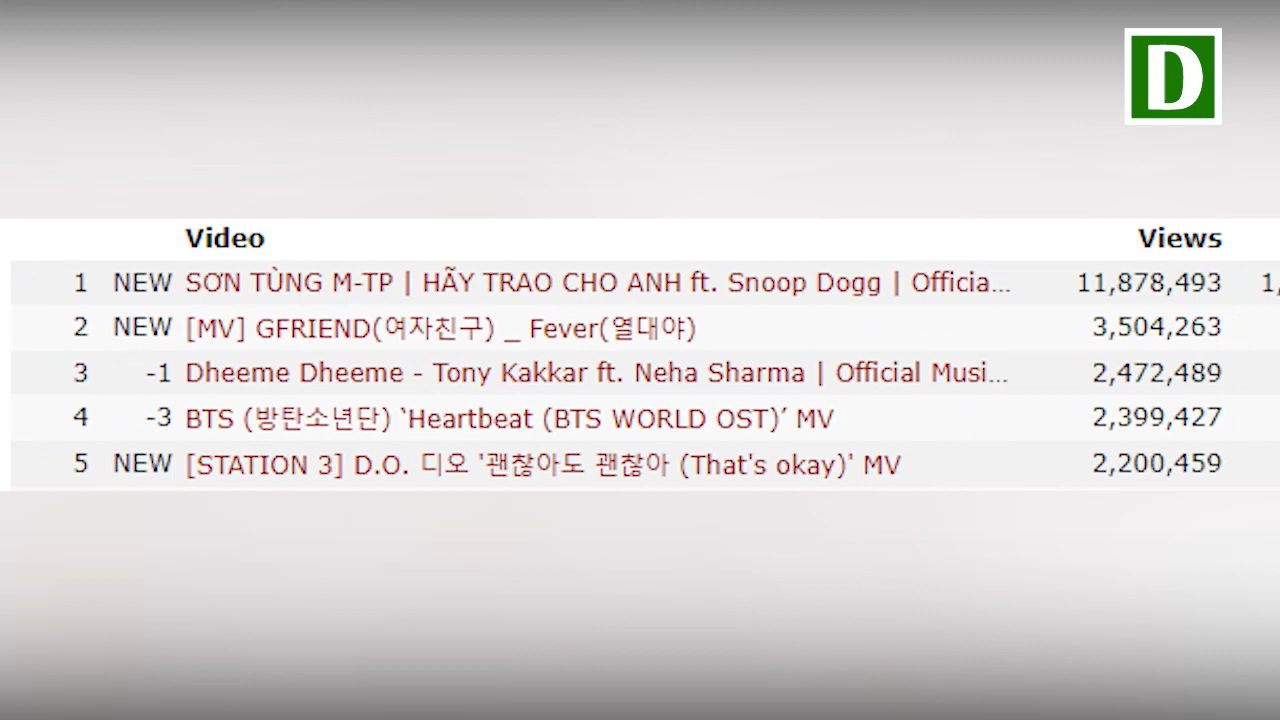 D
Video Views
1 NEW SƠN TÙNG M-TP | HÃY TRAO CHO ANH ft. Snoop Dogg | Officia... 11,878,493 1,
2 NEW [MV] GFRIEND(여자친구) _ Fever(열대야) 3,504,263
3 -1 Dheeme Dheeme - Tony Kakkar ft. Neha Sharma | Official Musi... 2,472,489
4 -3 BTS (방탄소년단) ‘Heartbeat (BTS WORLD OST)’ MV 2,399,427
5 NEW [STATION 3] D.O. 디오 '괜찮아도 괜찮아 (That's okay)' MV 2,200,459